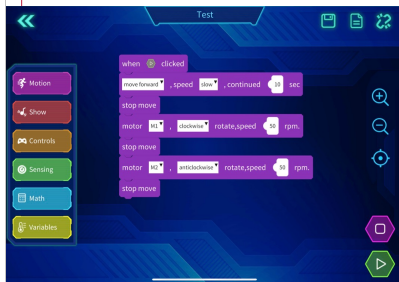 Test
when clicked
move forward , speed slow , continued 10 sec
stop move
motor M1 , clockwise rotate,speed 50 rpm.
stop move
motor M2 , anticlockwise rotate,speed 50 rpm.
stop move
Motion
Show
Controls
Sensing
Math
Variables